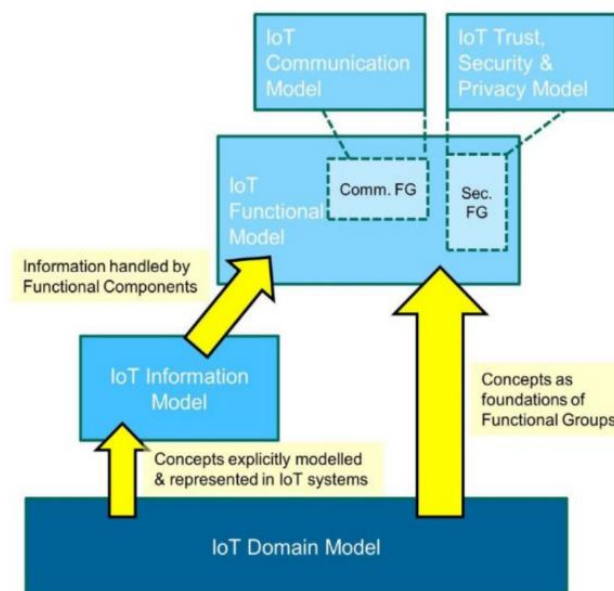 IoT
Communication
Model
IoT Trust,
Security &
Privacy Model
IoT
Functional
Model
Comm. FG
Sec.
FG
Information handled by
Functional Components
IoT Information
Model
Concepts as
foundations of
Functional Groups
Concepts explicitly modelled
& represented in IoT systems
IoT Domain Model